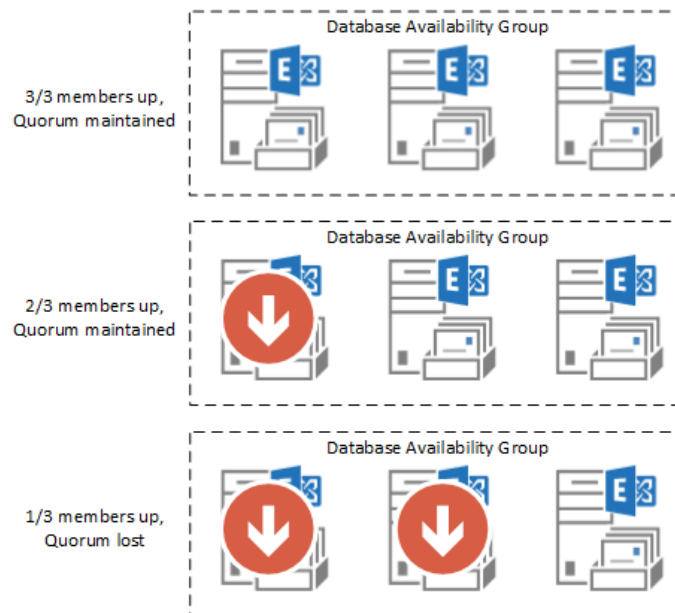 Database Availability Group
3/3 members up,
Quorum maintained
E
E
E
Database Availability Group
2/3 members up,
Quorum maintained
E
E
Database Availability Group
1/3 members up,
Quorum lost
E